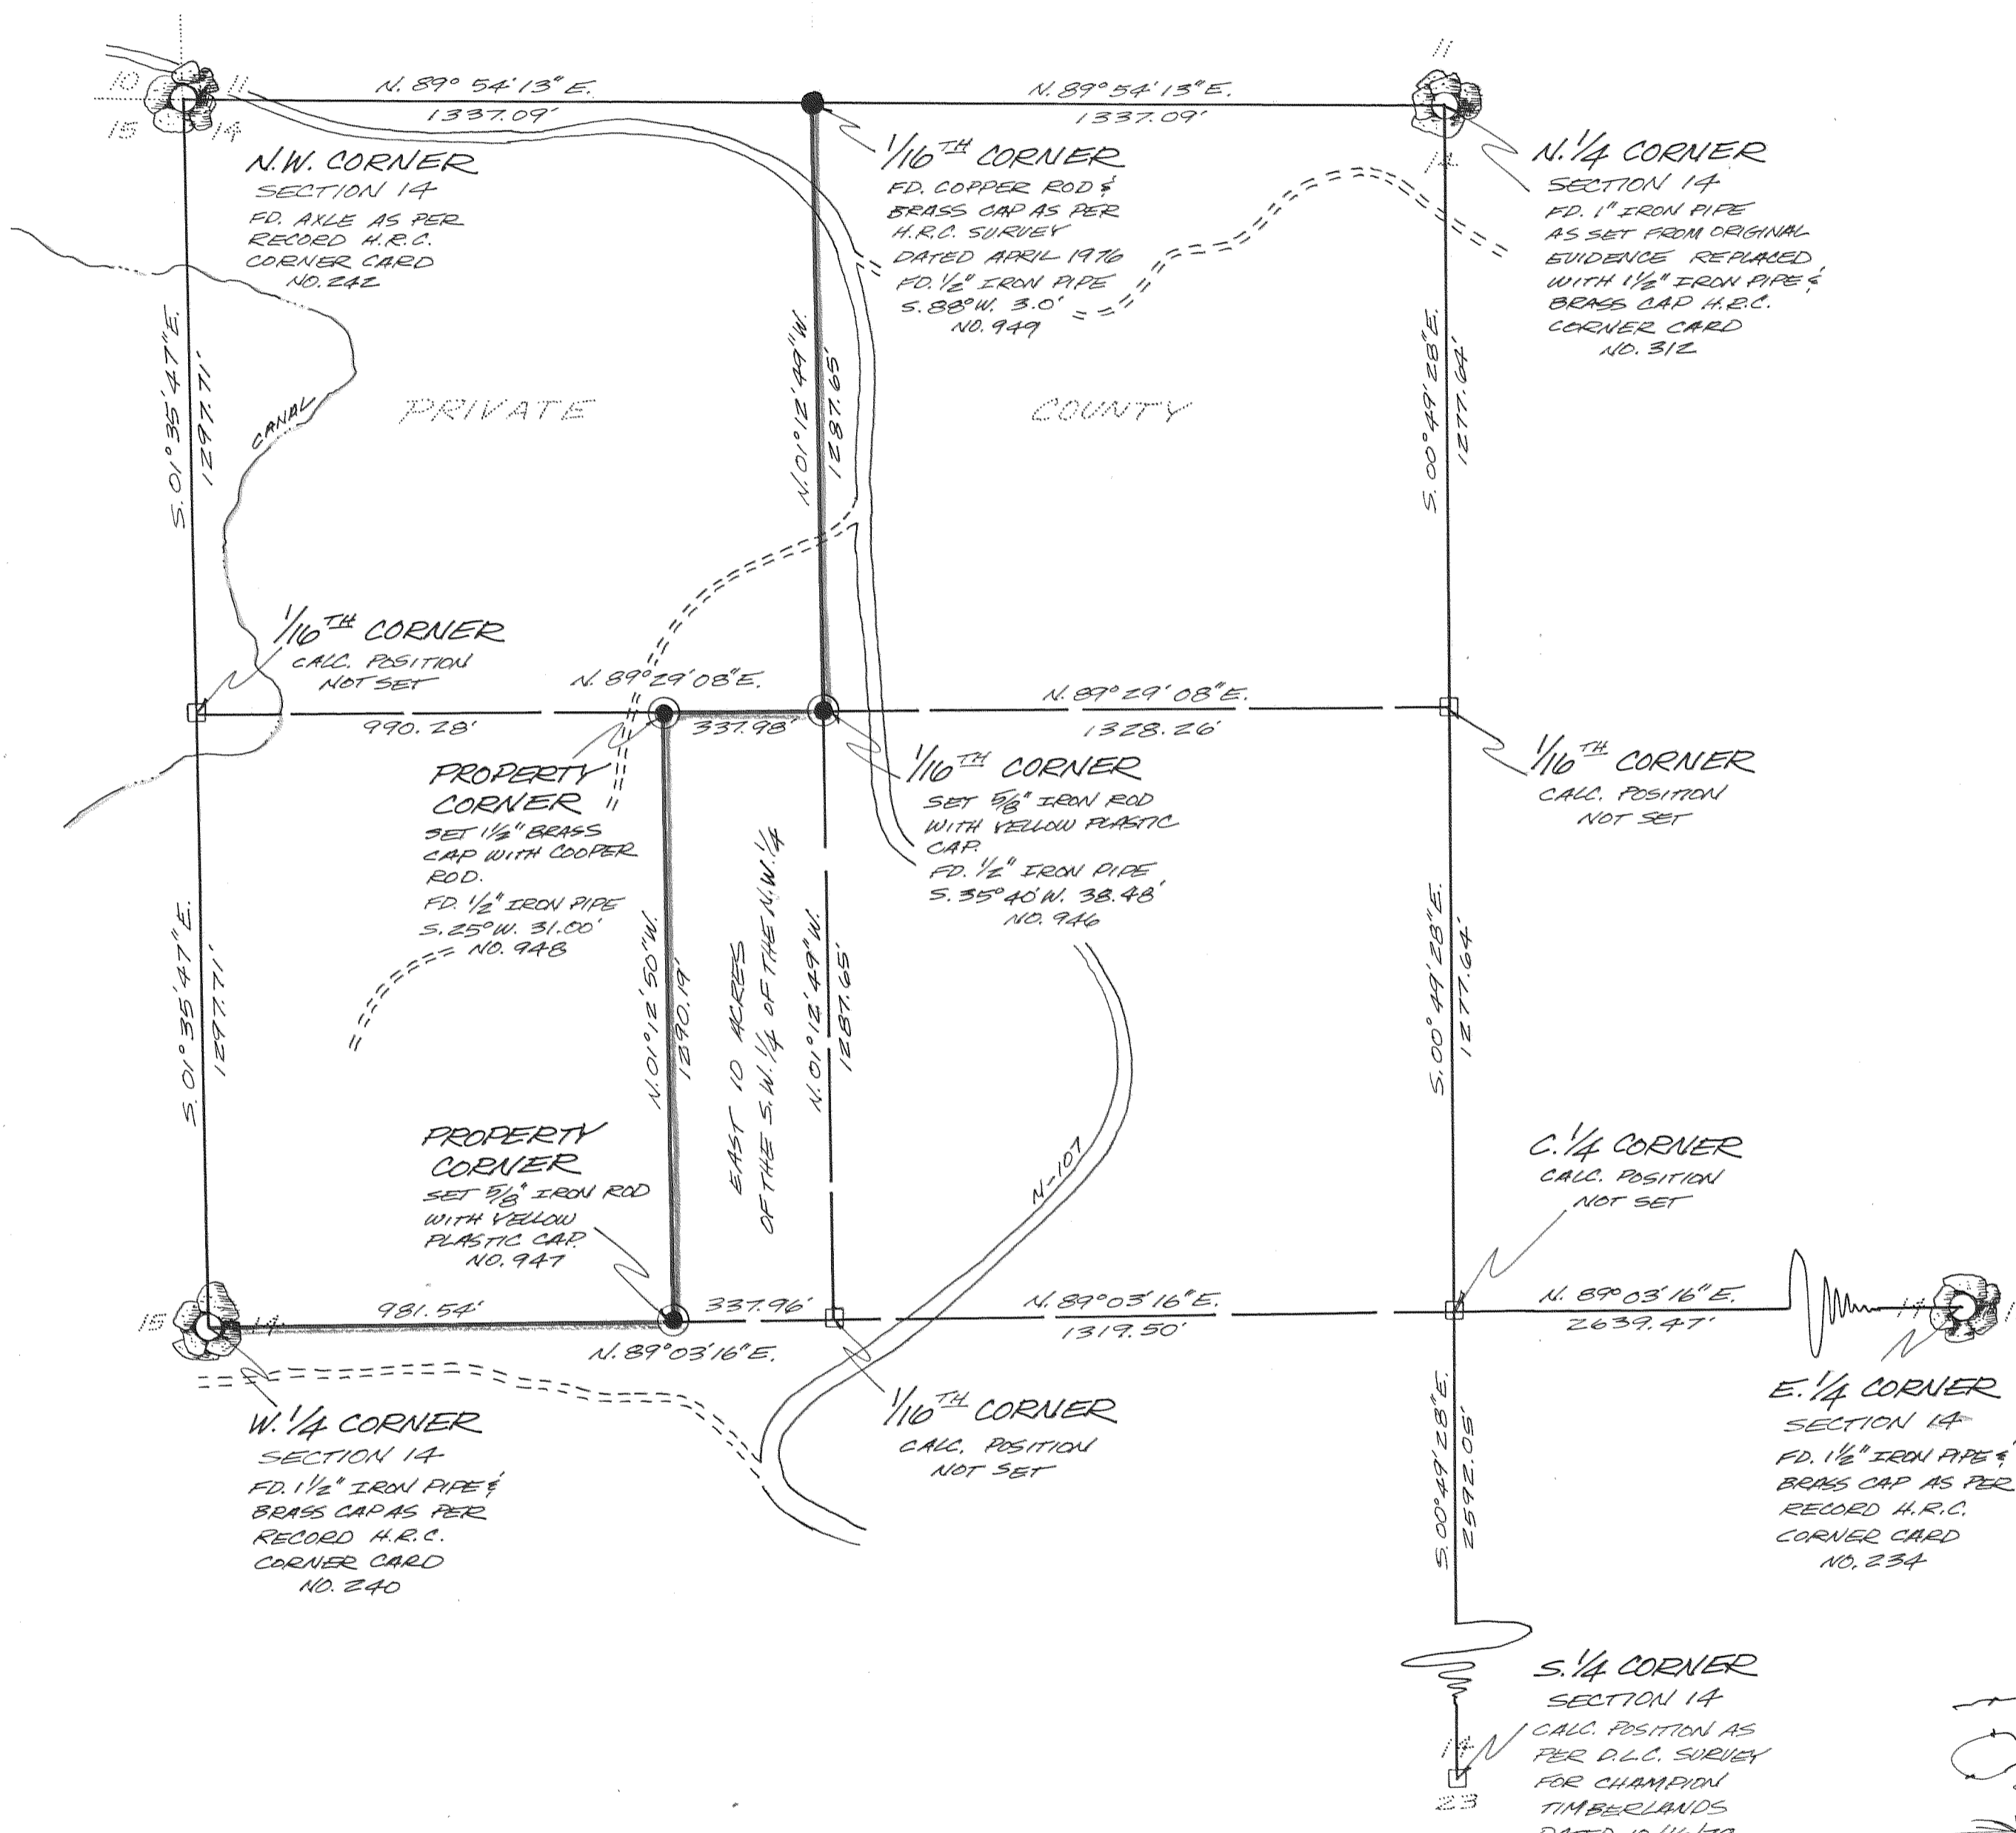 10
11
15
14
N. 89° 54' 13" E.
1337.09'
N. 89° 54' 13" E.
1337.09'
11
14
N.W. CORNER
SECTION 14
FD. AXLE AS PER
RECORD H.R.C.
CORNER CARD
NO. 242
1/16TH CORNER
FD. COPPER ROD &
BRASS CAP AS PER
H.R.C. SURVEY
DATED APRIL 1976
FD. 1/2" IRON PIPE
S. 88° W. 3.0'
NO. 949
N. 1/4 CORNER
SECTION 14
FD. 1" IRON PIPE
AS SET FROM ORIGINAL
EVIDENCE REPLACED
WITH 1 1/2" IRON PIPE &
BRASS CAP H.R.C.
CORNER CARD
NO. 312
S. 01° 35' 47" E.
1297.71'
CANAL
PRIVATE
N. 01° 12' 49" W.
1287.65'
COUNTY
S. 00° 49' 28" E.
1277.64'
1/16TH CORNER
CALC. POSITION
NOT SET
N. 89° 29' 08" E.
990.28'
337.98'
N. 89° 29' 08" E.
1328.26'
PROPERTY
CORNER
SET 1 1/2" BRASS
CAP WITH COOPER
ROD.
FD. 1/2" IRON PIPE
S. 25° W. 31.00'
NO. 948
1/16TH CORNER
SET 5/8" IRON ROD
WITH YELLOW PLASTIC
CAP.
FD. 1/2" IRON PIPE
S. 35° 40' W. 38.48'
NO. 946
1/16TH CORNER
CALC. POSITION
NOT SET
S. 01° 35' 47" E.
1297.71'
N. 01° 12' 50" W.
1290.19'
EAST 10 ACRES
OF THE S.W. 1/4 OF THE N.W. 1/4
N. 01° 12' 49" W.
1287.65'
S. 00° 49' 28" E.
1277.64'
PROPERTY
CORNER
SET 5/8" IRON ROD
WITH YELLOW
PLASTIC CAP.
NO. 947
N-107
C. 1/4 CORNER
CALC. POSITION
NOT SET
15
14
981.54'
337.96'
N. 89° 03' 16" E.
N. 89° 03' 16" E.
1319.50'
N. 89° 03' 16" E.
2639.47'
14
W. 1/4 CORNER
SECTION 14
FD. 1 1/2" IRON PIPE &
BRASS CAP AS PER
RECORD H.R.C.
CORNER CARD
NO. 240
1/16TH CORNER
CALC. POSITION
NOT SET
S. 00° 49' 28" E.
2592.05'
E. 1/4 CORNER
SECTION 14
FD. 1 1/2" IRON PIPE &
BRASS CAP AS PER
RECORD H.R.C.
CORNER CARD
NO. 234
14
23
S. 1/4 CORNER
SECTION 14
CALC. POSITION AS
PER D.L.C. SURVEY
FOR CHAMPION
TIMBERLANDS